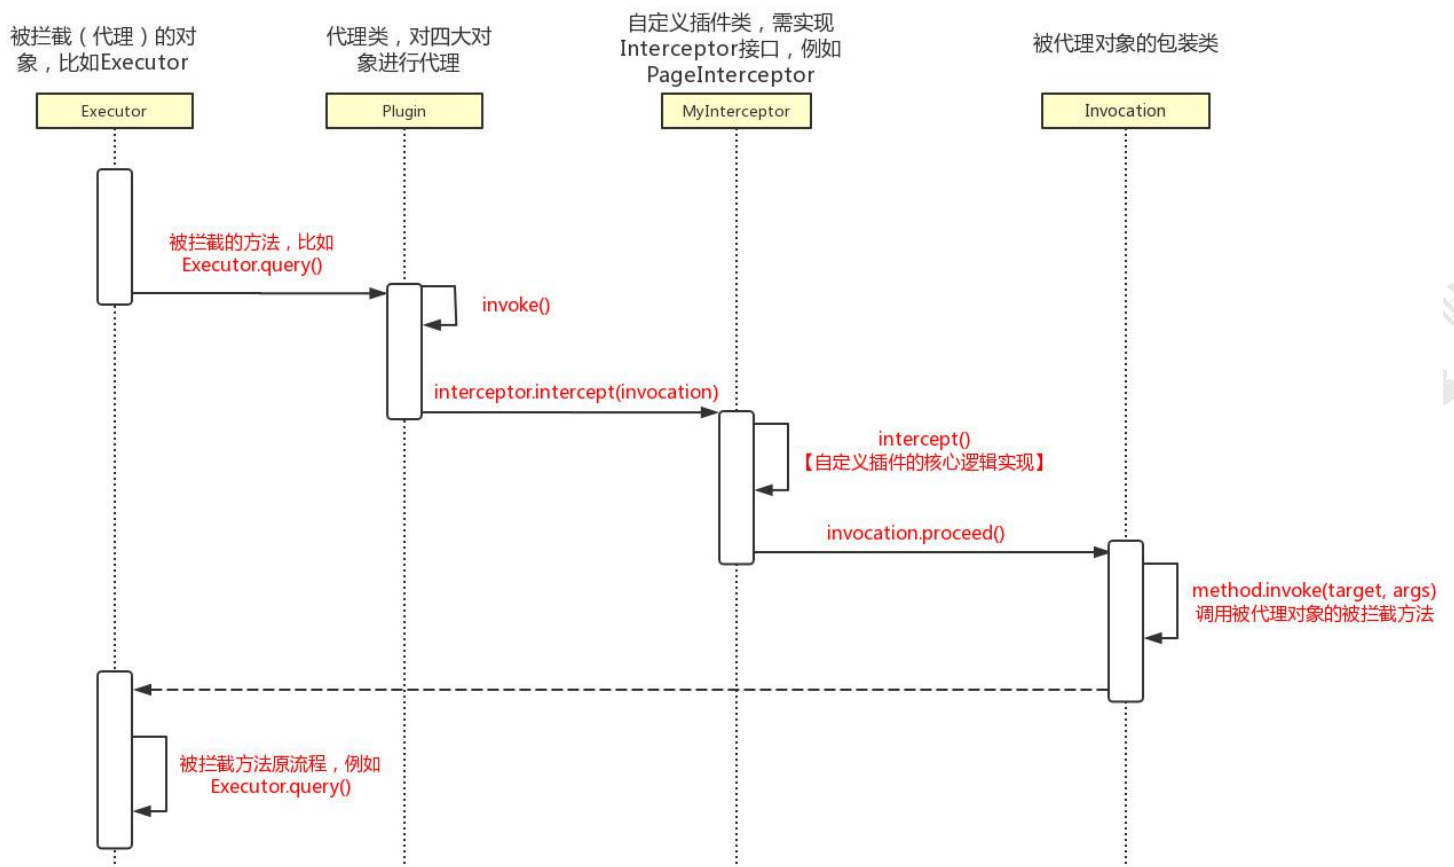 被拦截（代理）的对
象，比如Executor
代理类，对四大对
象进行代理
自定义插件类，需实现
Interceptor接口，例如
PageInterceptor
被代理对象的包装类
Executor
Plugin
MyInterceptor
Invocation
被拦截的方法，比如
Executor.query()
invoke()
interceptor.intercept(invocation)
intercept()
【自定义插件的核心逻辑实现】
invocation.proceed()
method.invoke(target, args)
调用被代理对象的被拦截方法
被拦截方法原流程，例如
Executor.query()